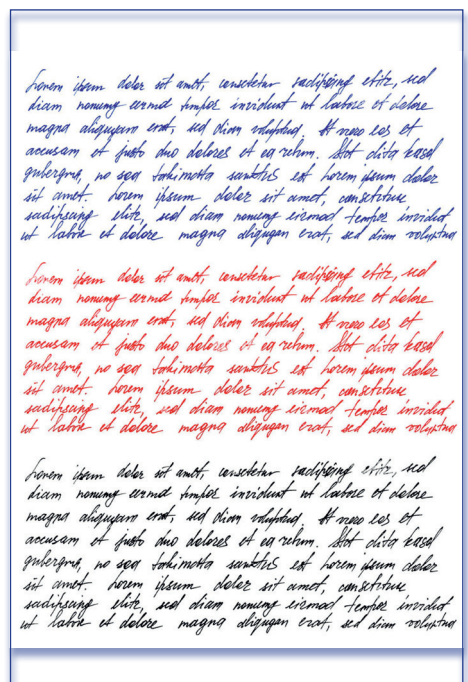 Lorem ipsum dolor sit amet, consetetur sadipscing elitr, sed
diam nonumy eirmod tempor invidunt ut labore et dolore
magna aliquyam erat, sed diam voluptua. At vero eos et
accusam et justo duo dolores et ea rebum. Stet clita kasd
gubergren, no sea takimata sanctus est Lorem ipsum dolor
sit amet. Lorem ipsum dolor sit amet, consetetur
sadipscing elitr, sed diam nonumy eirmod tempor invidut
ut labore et dolore magna aliquyam erat, sed diam voluptua
Lorem ipsum dolor sit amet, consetetur sadipscing elitr, sed
diam nonumy eirmod tempor invidunt ut labore et dolore
magna aliquyam erat, sed diam voluptua. At vero eos et
accusam et justo duo dolores et ea rebum. Stet clita kasd
gubergren, no sea takimata sanctus est Lorem ipsum dolor
sit amet. Lorem ipsum dolor sit amet, consetetur
sadipscing elitr, sed diam nonumy eirmod tempor invidut
ut labore et dolore magna aliquyam erat, sed diam voluptua
Lorem ipsum dolor sit amet, consetetur sadipscing elitr, sed
diam nonumy eirmod tempor invidunt ut labore et dolore
magna aliquyam erat, sed diam voluptua. At vero eos et
accusam et justo duo dolores et ea rebum. Stet clita kasd
gubergren, no sea takimata sanctus est Lorem ipsum dolor
sit amet. Lorem ipsum dolor sit amet, consetetur
sadipscing elitr, sed diam nonumy eirmod tempor invidut
ut labore et dolore magna aliquyam erat, sed diam voluptua